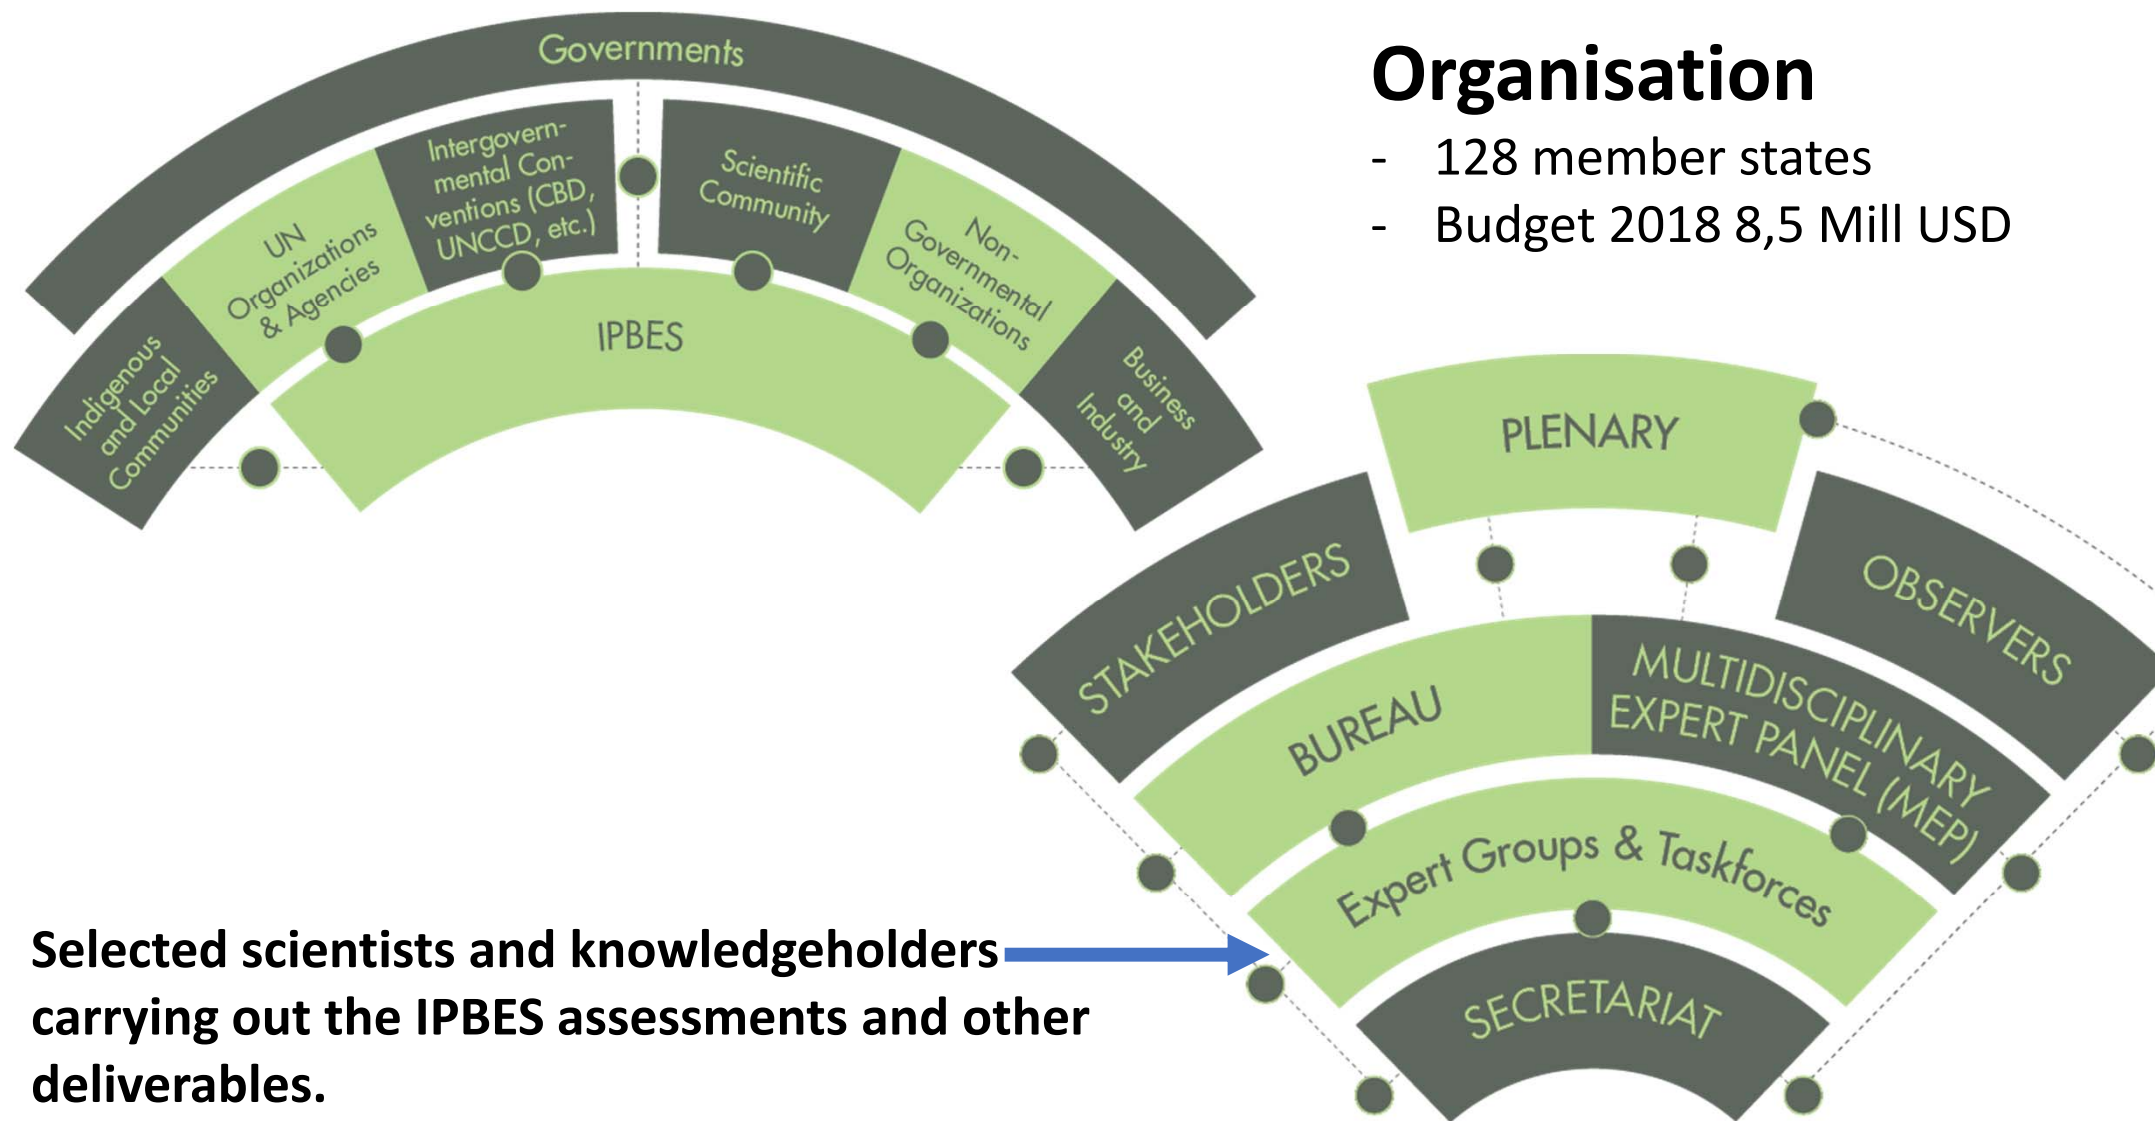 Governments
Intergovern-
mental Con-
ventions (CBD,
UNCCD, etc.)
Scientific
Community
UN
Organizations
& Agencies
Non-
Governmental
Organizations
Indigenous
and Local
Communities
IPBES
Business
and
Industry
Organisation
- 128 member states
- Budget 2018 8,5 Mill USD
PLENARY
STAKEHOLDERS
OBSERVERS
BUREAU
MULTIDISCIPLINARY
EXPERT PANEL (MEP)
Expert Groups & Taskforces
SECRETARIAT
Selected scientists and knowledgeholders
carrying out the IPBES assessments and other
deliverables.